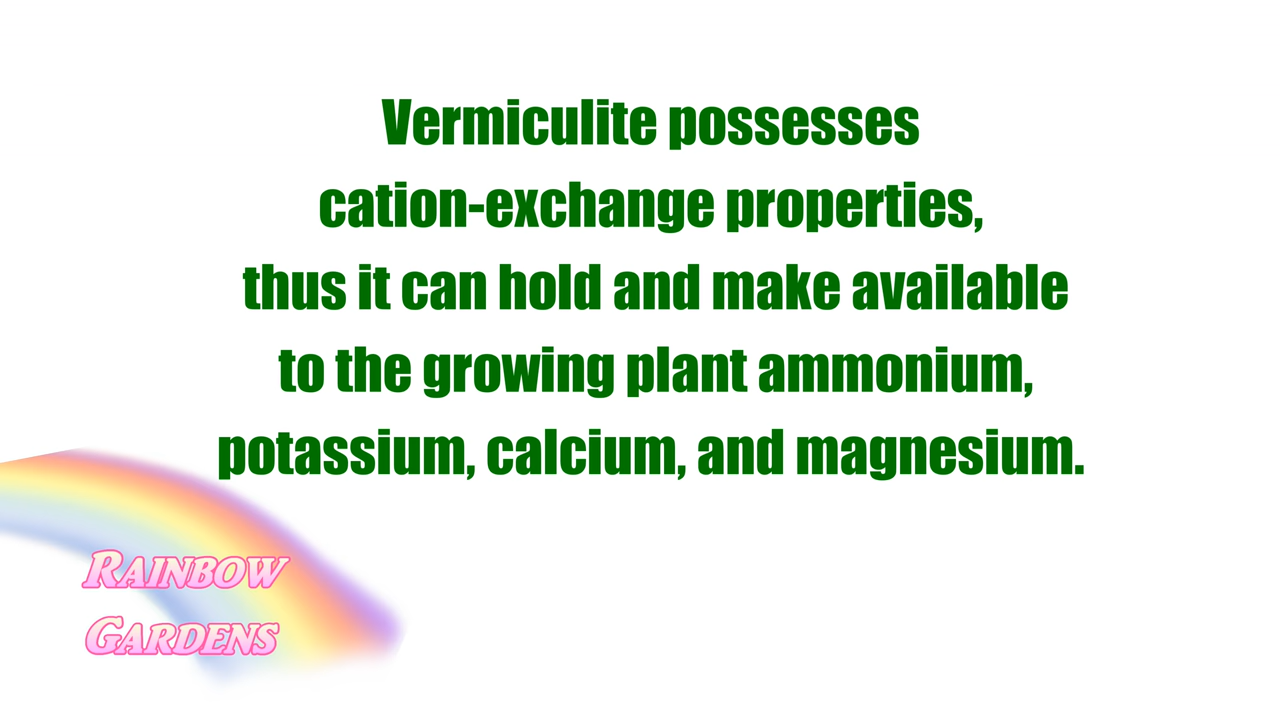 Vermiculite possesses
cation-exchange properties,
thus it can hold and make available
to the growing plant ammonium,
potassium, calcium, and magnesium.
Rainbow
Gardens